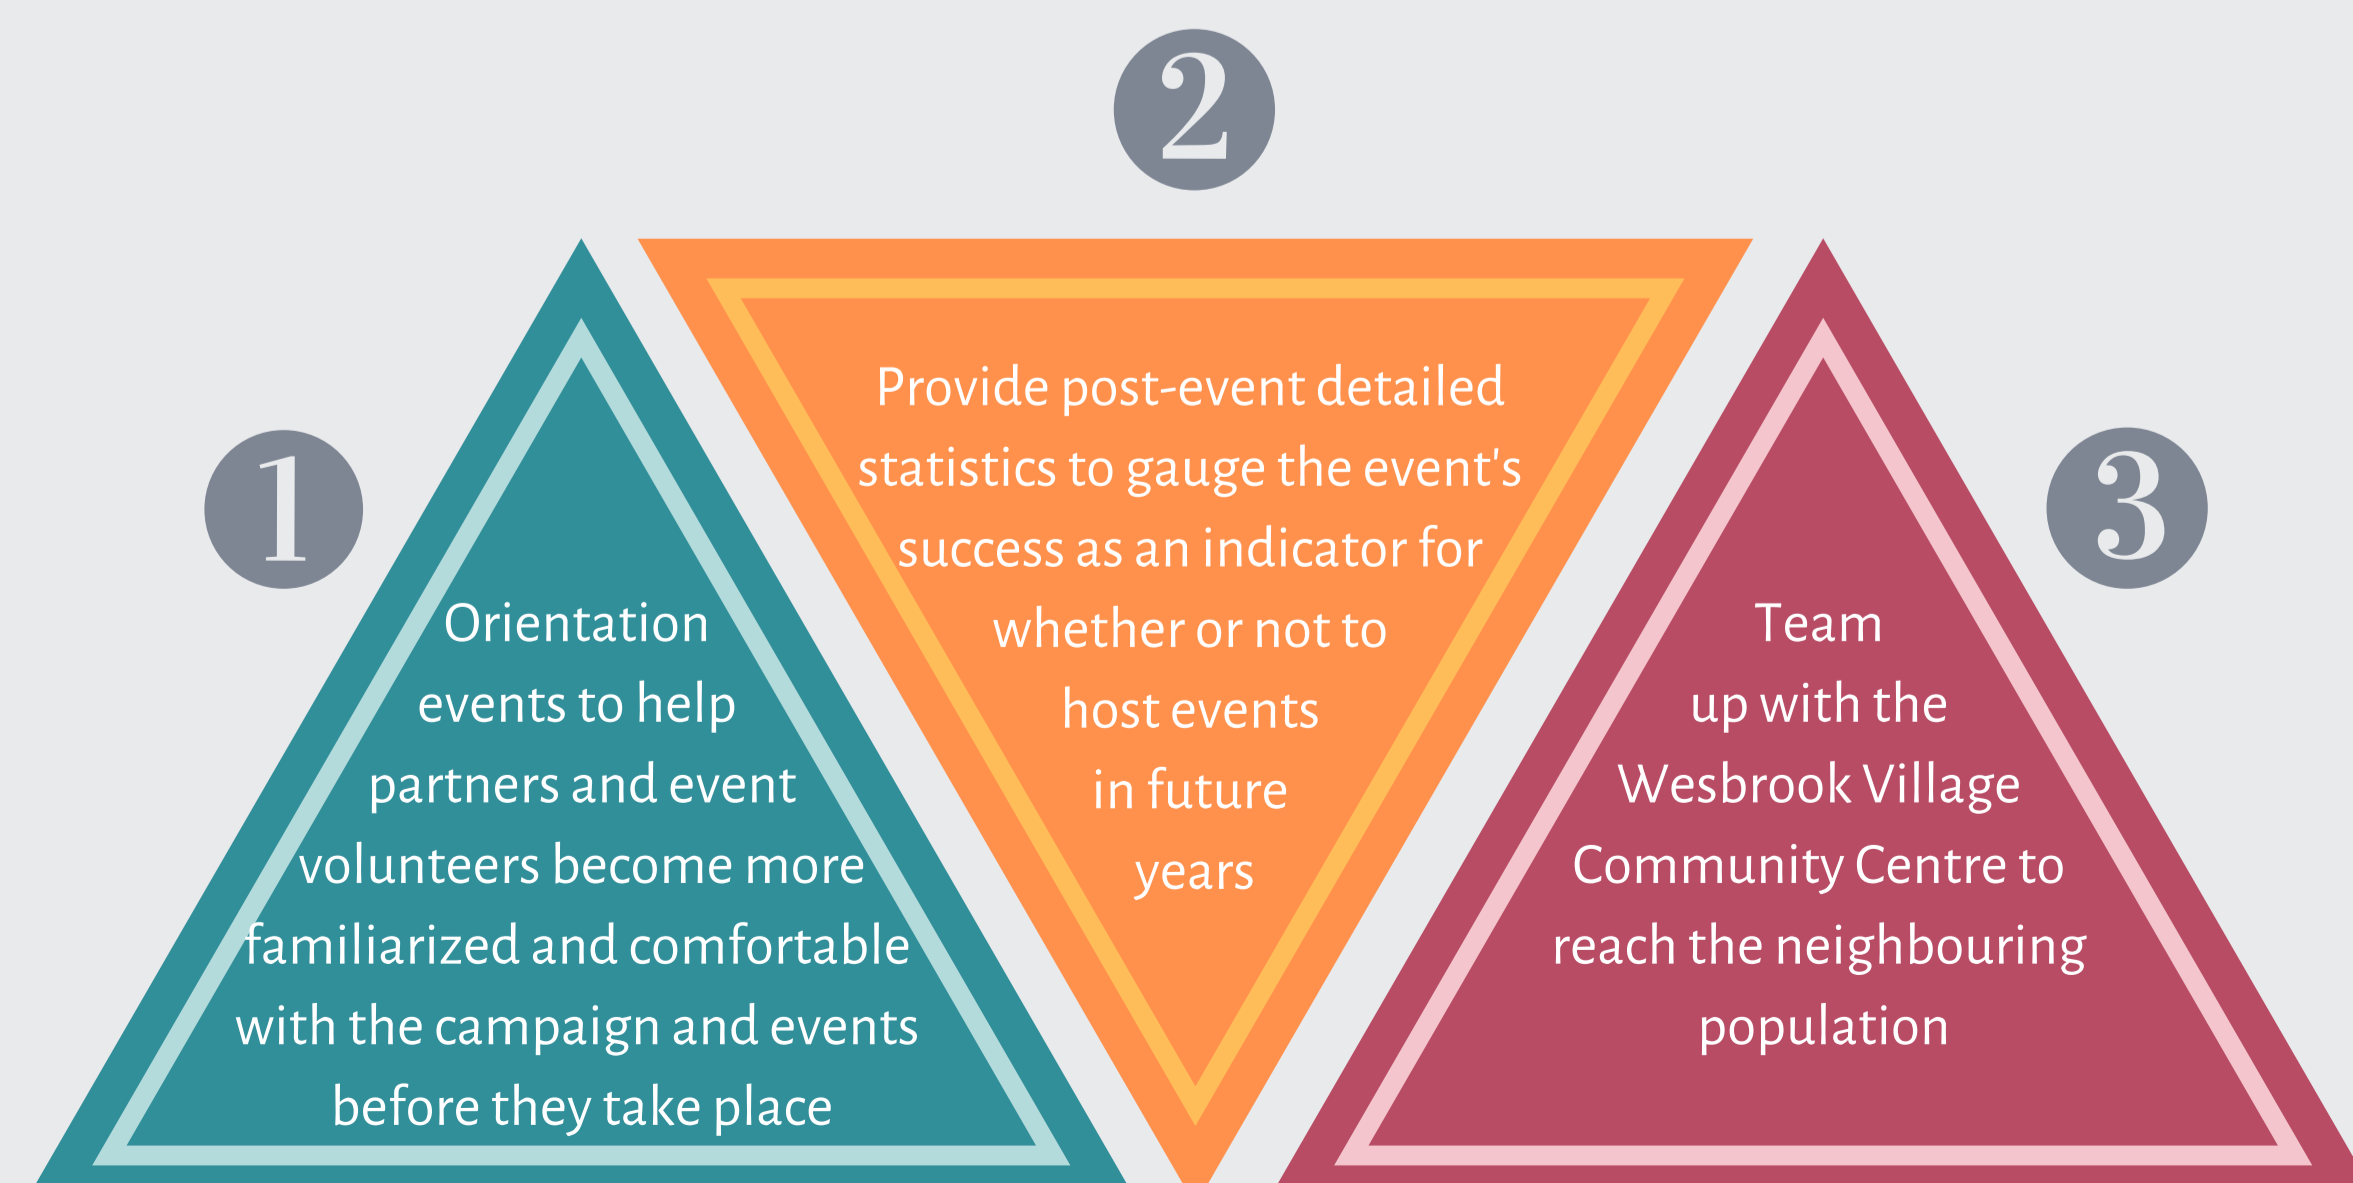 1
Orientation
events to help
partners and event
volunteers become more
familiarized and comfortable
with the campaign and events
before they take place
2
Provide post-event detailed
statistics to gauge the event's
success as an indicator for
whether or not to
host events
in future
years
3
Team
up with the
Wesbrook Village
Community Centre to
reach the neighbouring
population